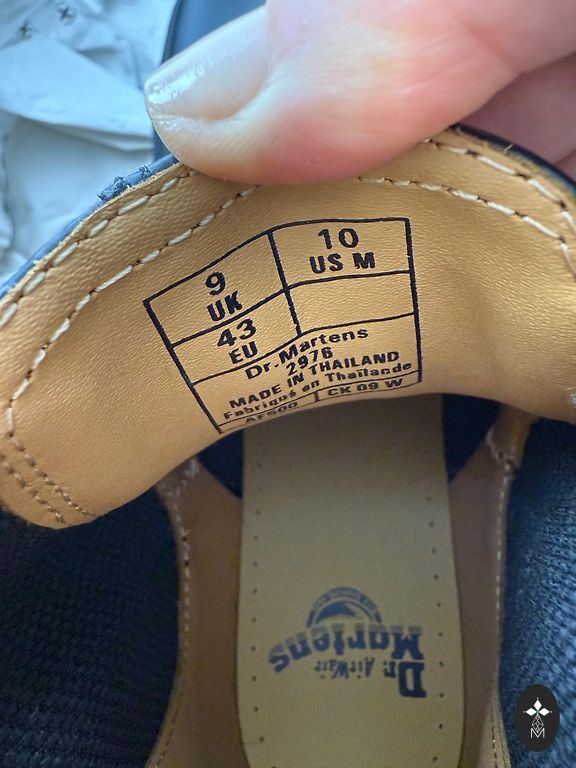 9
UK
10
US M
43
EU
Dr. Martens
2976
MADE IN THAILAND
Fabriqué en Thaïlande
CK 09 W
Dr. AirWair
Martens